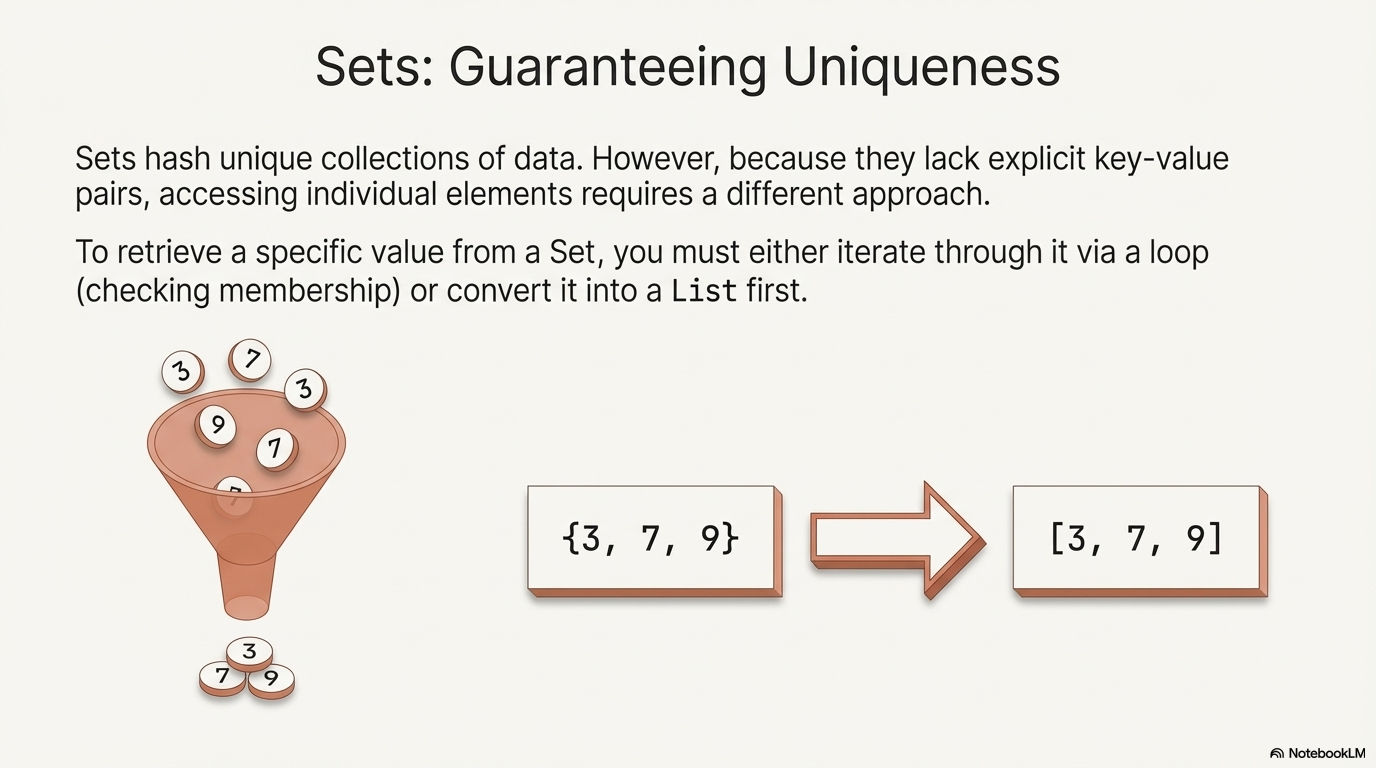 Sets: Guaranteeing Uniqueness
Sets hash unique collections of data. However, because they lack explicit key-value
pairs, accessing individual elements requires a different approach.
To retrieve a specific value from a Set, you must either iterate through it via a loop
(checking membership) or convert it into a List first.
3
7
3
9
7
7
{3, 7, 9}
[3, 7, 9]
3
7
9
NotebookLM